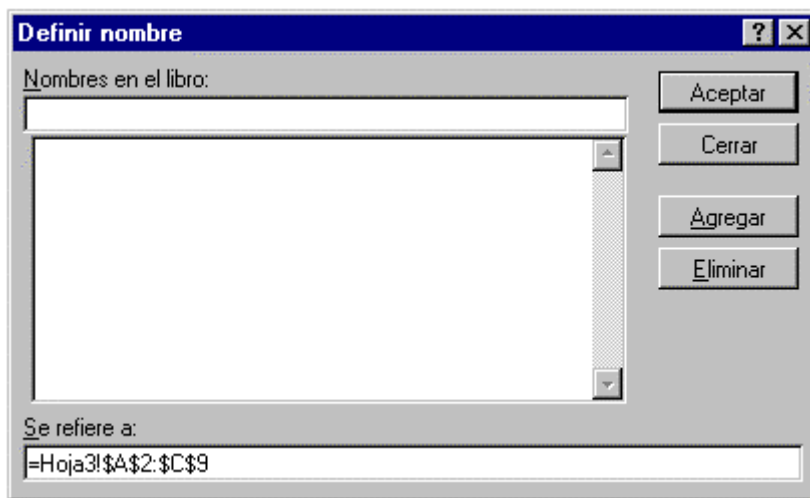 Definir nombre
Nombres en el libro:
Aceptar
Cerrar
Agregar
Eliminar
Se refiere a:
=Hoja3!$A$2:$C$9